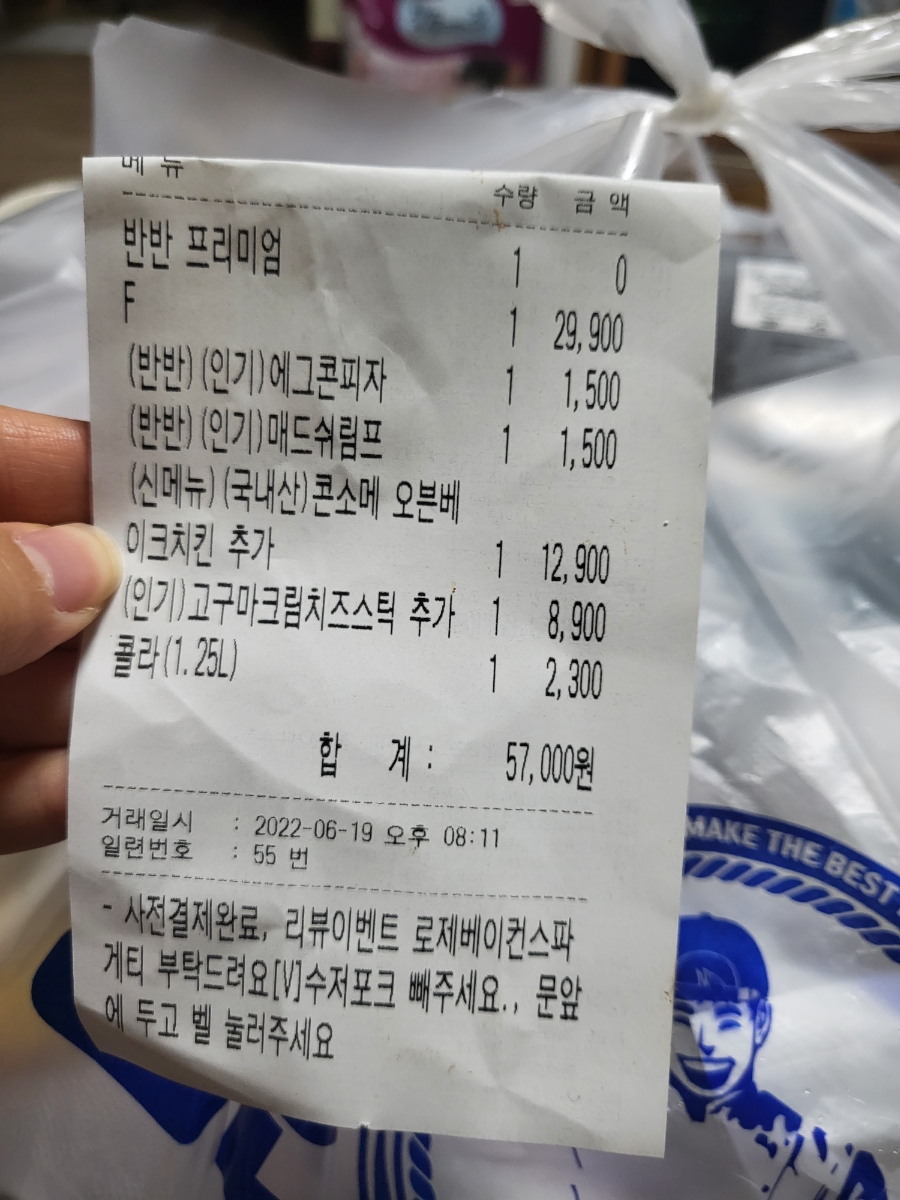 메 뉴 수량 금 액
반반 프리미엄 1 0
F 1 29,900
(반반)(인기)에그콘피자 1 1,500
(반반)(인기)매드쉬림프 1 1,500
(신메뉴)(국내산)콘소메 오븐베
이크치킨 추가 1 12,900
(인기)고구마크림치즈스틱 추가 1 8,900
콜라(1.25L) 1 2,300
합 계 : 57,000원
거래일시 : 2022-06-19 오후 08:11
일련번호 : 55 번
- 사전결제완료, 리뷰이벤트 로제베이컨스파
게티 부탁드려요[V]수저포크 빼주세요., 문앞
에 두고 벨 눌러주세요
MAKE THE BEST